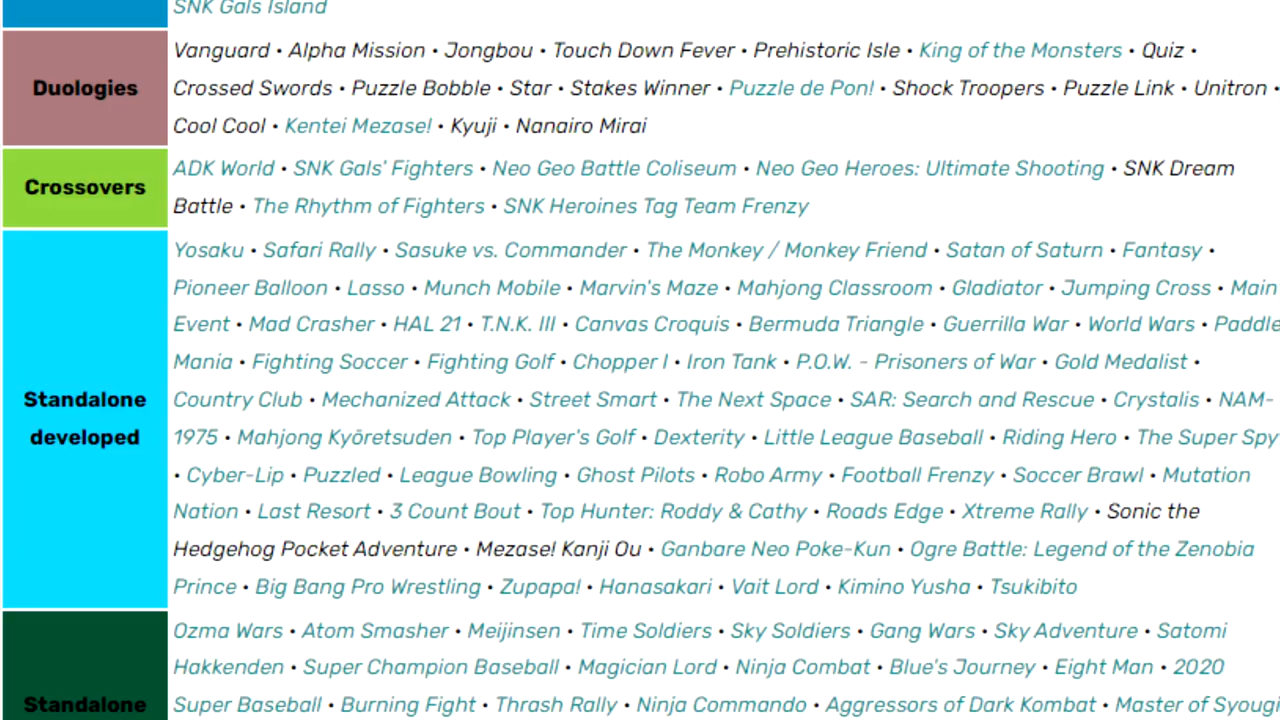 SNK Gals Island
Duologies
Vanguard • Alpha Mission • Jongbou • Touch Down Fever • Prehistoric Isle • King of the Monsters • Quiz •
Crossed Swords • Puzzle Bobble • Star • Stakes Winner • Puzzle de Pon! • Shock Troopers • Puzzle Link • Unitron •
Cool Cool • Kentei Mezase! • Kyuji • Nanairo Mirai
Crossovers
ADK World • SNK Gals' Fighters • Neo Geo Battle Coliseum • Neo Geo Heroes: Ultimate Shooting • SNK Dream
Battle • The Rhythm of Fighters • SNK Heroines Tag Team Frenzy
Standalone
developed
Yosaku • Safari Rally • Sasuke vs. Commander • The Monkey / Monkey Friend • Satan of Saturn • Fantasy •
Pioneer Balloon • Lasso • Munch Mobile • Marvin's Maze • Mahjong Classroom • Gladiator • Jumping Cross • Main
Event • Mad Crasher • HAL 21 • T.N.K. III • Canvas Croquis • Bermuda Triangle • Guerrilla War • World Wars • Paddle
Mania • Fighting Soccer • Fighting Golf • Chopper I • Iron Tank • P.O.W. - Prisoners of War • Gold Medalist •
Country Club • Mechanized Attack • Street Smart • The Next Space • SAR: Search and Rescue • Crystalis • NAM-
1975 • Mahjong Kyōretsuden • Top Player's Golf • Dexterity • Little League Baseball • Riding Hero • The Super Spy
• Cyber-Lip • Puzzled • League Bowling • Ghost Pilots • Robo Army • Football Frenzy • Soccer Brawl • Mutation
Nation • Last Resort • 3 Count Bout • Top Hunter: Roddy & Cathy • Roads Edge • Xtreme Rally • Sonic the
Hedgehog Pocket Adventure • Mezase! Kanji Ou • Ganbare Neo Poke-Kun • Ogre Battle: Legend of the Zenobia
Prince • Big Bang Pro Wrestling • Zupapa! • Hanasakari • Vait Lord • Kimino Yusha • Tsukibito
Standalone
Ozma Wars • Atom Smasher • Meijinsen • Time Soldiers • Sky Soldiers • Gang Wars • Sky Adventure • Satomi
Hakkenden • Super Champion Baseball • Magician Lord • Ninja Combat • Blue's Journey • Eight Man • 2020
Super Baseball • Burning Fight • Thrash Rally • Ninja Commando • Aggressors of Dark Kombat • Master of Syougi